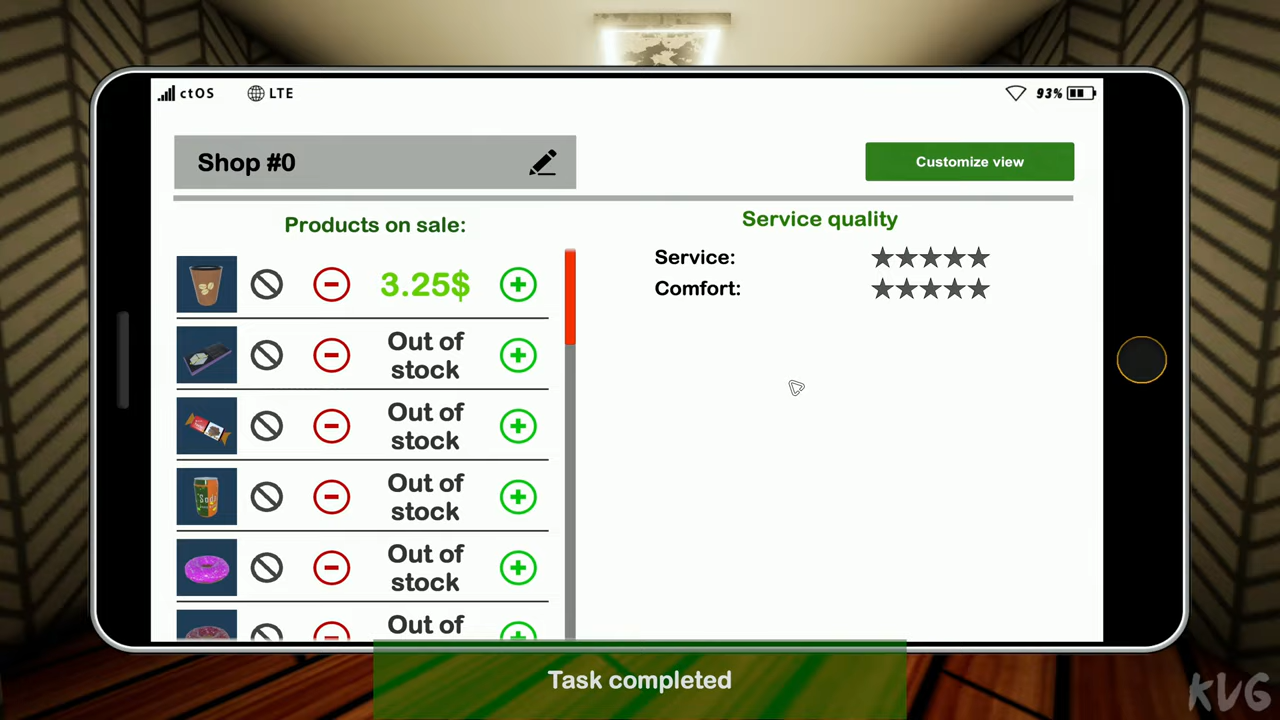 ctOS LTE 93%
Shop #0
Customize view
Products on sale:
Service quality
3.25$
Service:
Comfort:
Out of
stock
Out of
stock
Out of
stock
Out of
stock
Out of
Task completed
KVG